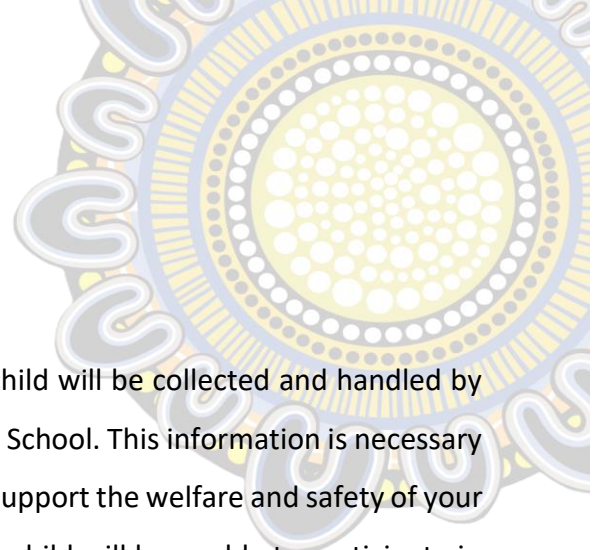 hild will be collected and handled by
School. This information is necessary
upport the welfare and safety of your
child will be unable to participate in